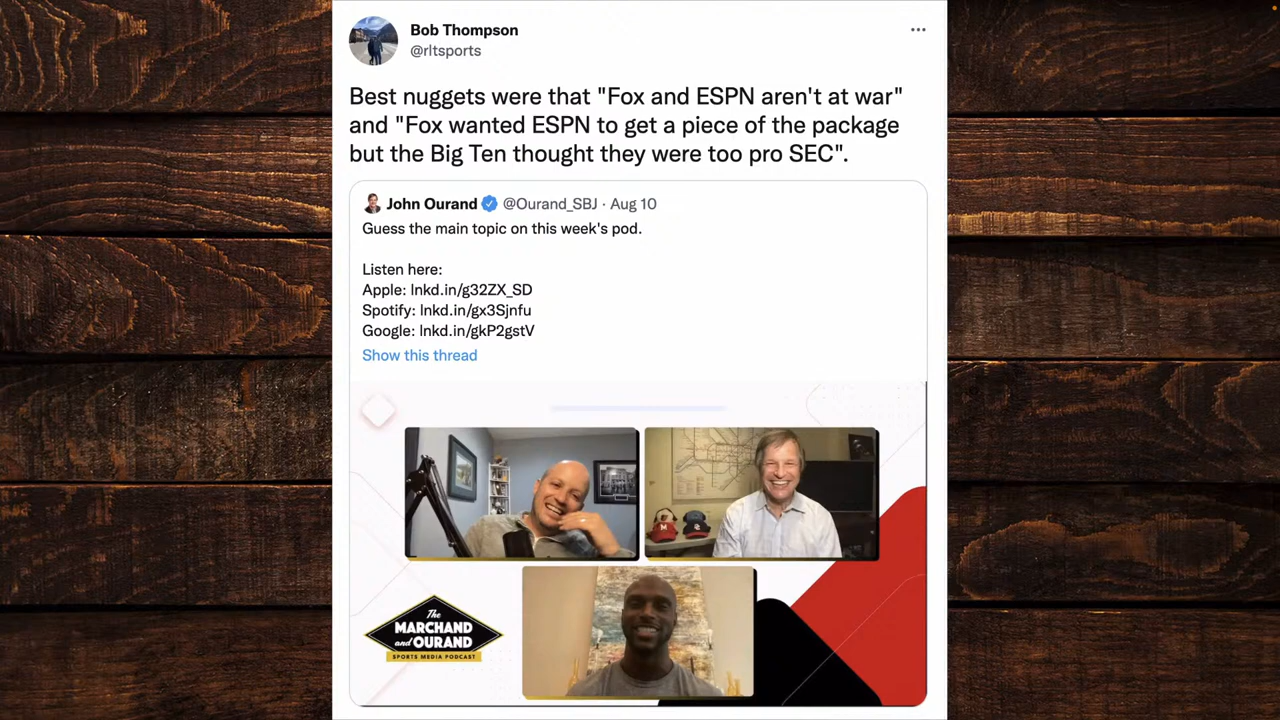 Bob Thompson
@rltsports
Best nuggets were that "Fox and ESPN aren't at war"
and "Fox wanted ESPN to get a piece of the package
but the Big Ten thought they were too pro SEC".
John Ourand @Ourand_SBJ · Aug 10
Guess the main topic on this week's pod.
Listen here:
Apple: lnkd.in/g32ZX_SD
Spotify: lnkd.in/gx3Sjnfu
Google: lnkd.in/gkP2gstV
Show this thread
The
MARCHAND
and OURAND
SPORTS MEDIA PODCAST